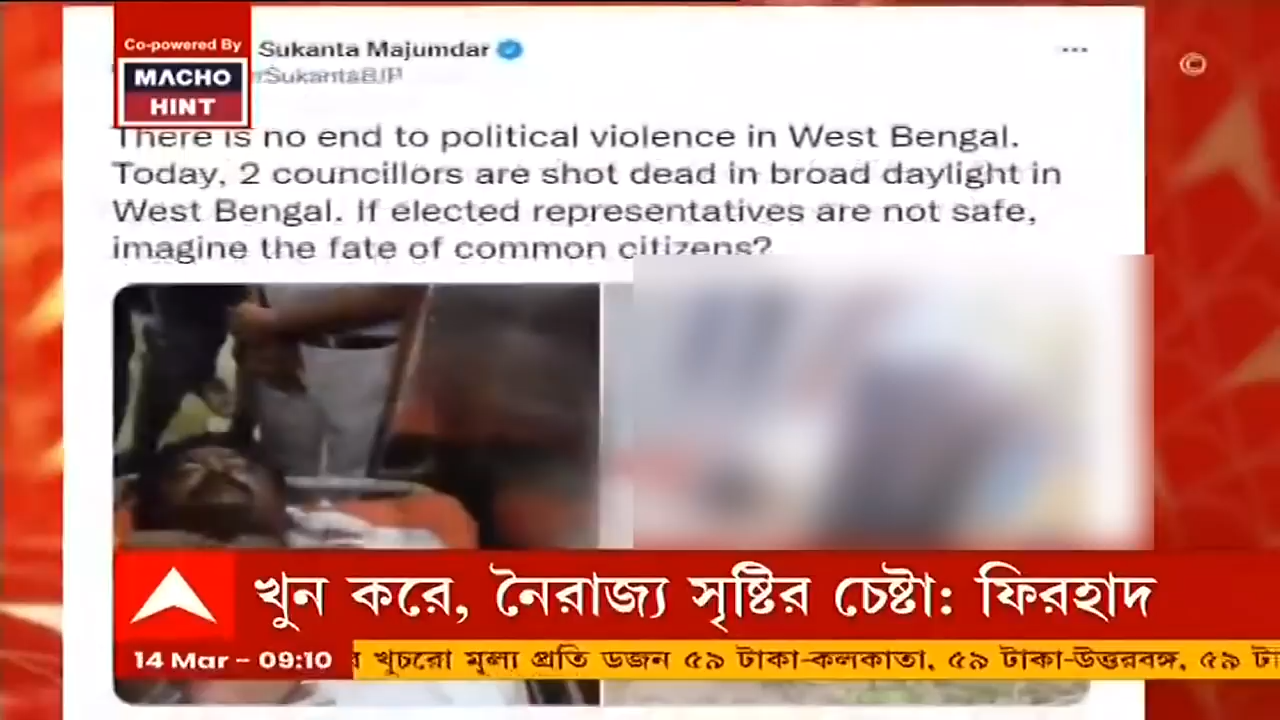 Co-powered By
MACHO
HINT
Sukanta Majumdar
SukantaBJP
©
There is no end to political violence in West Bengal.
Today, 2 councillors are shot dead in broad daylight in
West Bengal. If elected representatives are not safe,
imagine the fate of common citizens?
খুন করে, নৈরাজ্য সৃষ্টির চেষ্টা: ফিরহাদ
14 Mar - 09:10
খুচরো মূল্য প্রতি ডজন ৫৯ টাকা-কলকাতা, ৫৯ টাকা-উত্তরবঙ্গ, ৫৯